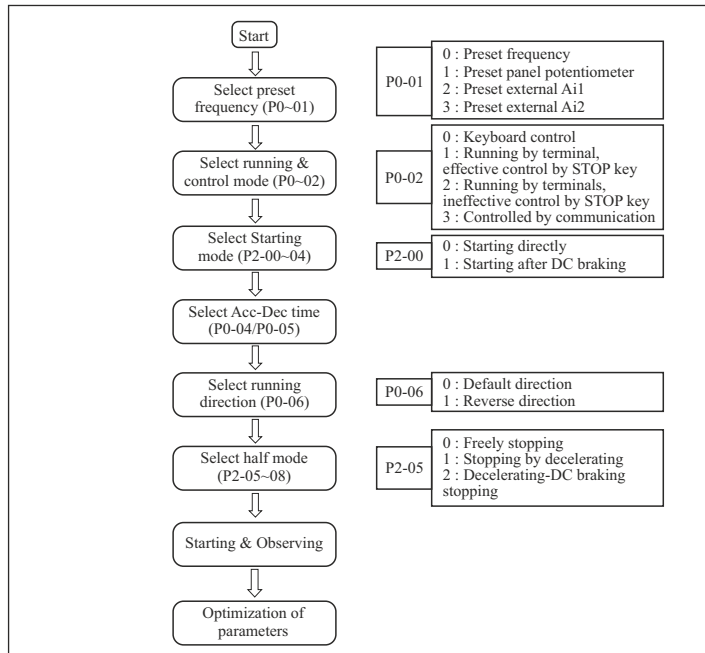 Start
Select preset
frequency (P0~01)
P0-01
0 : Preset frequency
1 : Preset panel potentiometer
2 : Preset external Ai1
3 : Preset external Ai2
Select running &
control mode (P0~02)
P0-02
0: Keyboard control
1 : Running by terminal,
effective control by STOP key
2 : Running by terminals,
ineffective control by STOP key
3 : Controlled by communication
Select Starting
mode (P2-00~04)
P2-00
0 : Starting directly
1 : Starting after DC braking
Select Acc-Dec time
(P0-04/P0-05)
Select running
direction (P0-06)
P0-06
0 : Default direction
1 : Reverse direction
Select half mode
(P2-05~08)
P2-05
0 : Freely stopping
1 : Stopping by decelerating
2 : Decelerating-DC braking
stopping
Starting & Observing
Optimization of
parameters